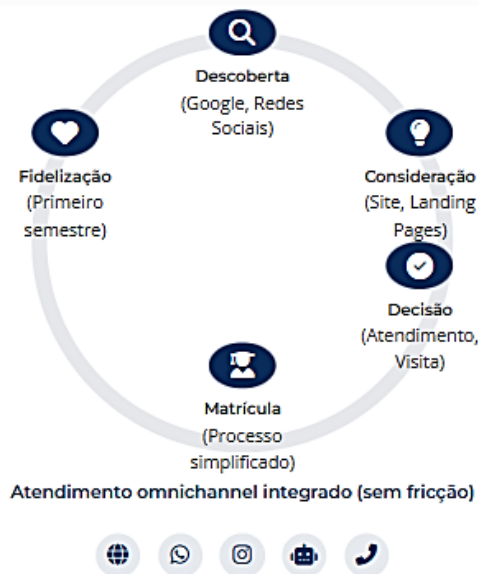 Descoberta
(Google, Redes
Sociais)
Fidelização
(Primeiro
semestre)
Consideração
(Site, Landing
Pages)
Decisão
(Atendimento,
Visita)
Matrícula
(Processo
simplificado)
Atendimento omnichannel integrado (sem fricção)